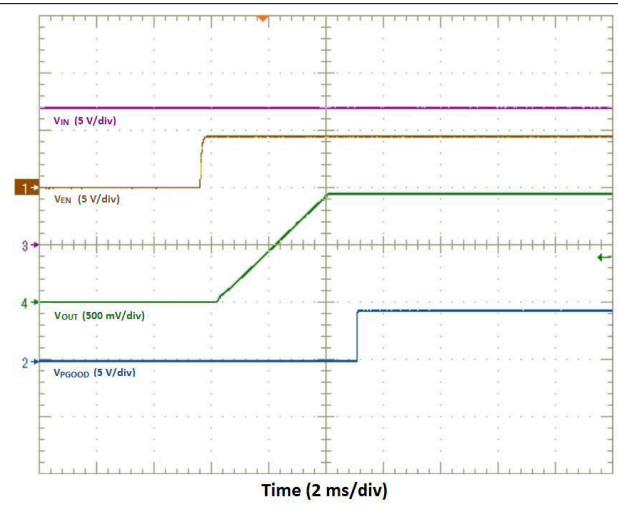 VIN (5 V/div)
1
VEN (5 V/div)
3
4
VOUT (500 mV/div)
2
VPGOOD (5 V/div)
Time (2 ms/div)